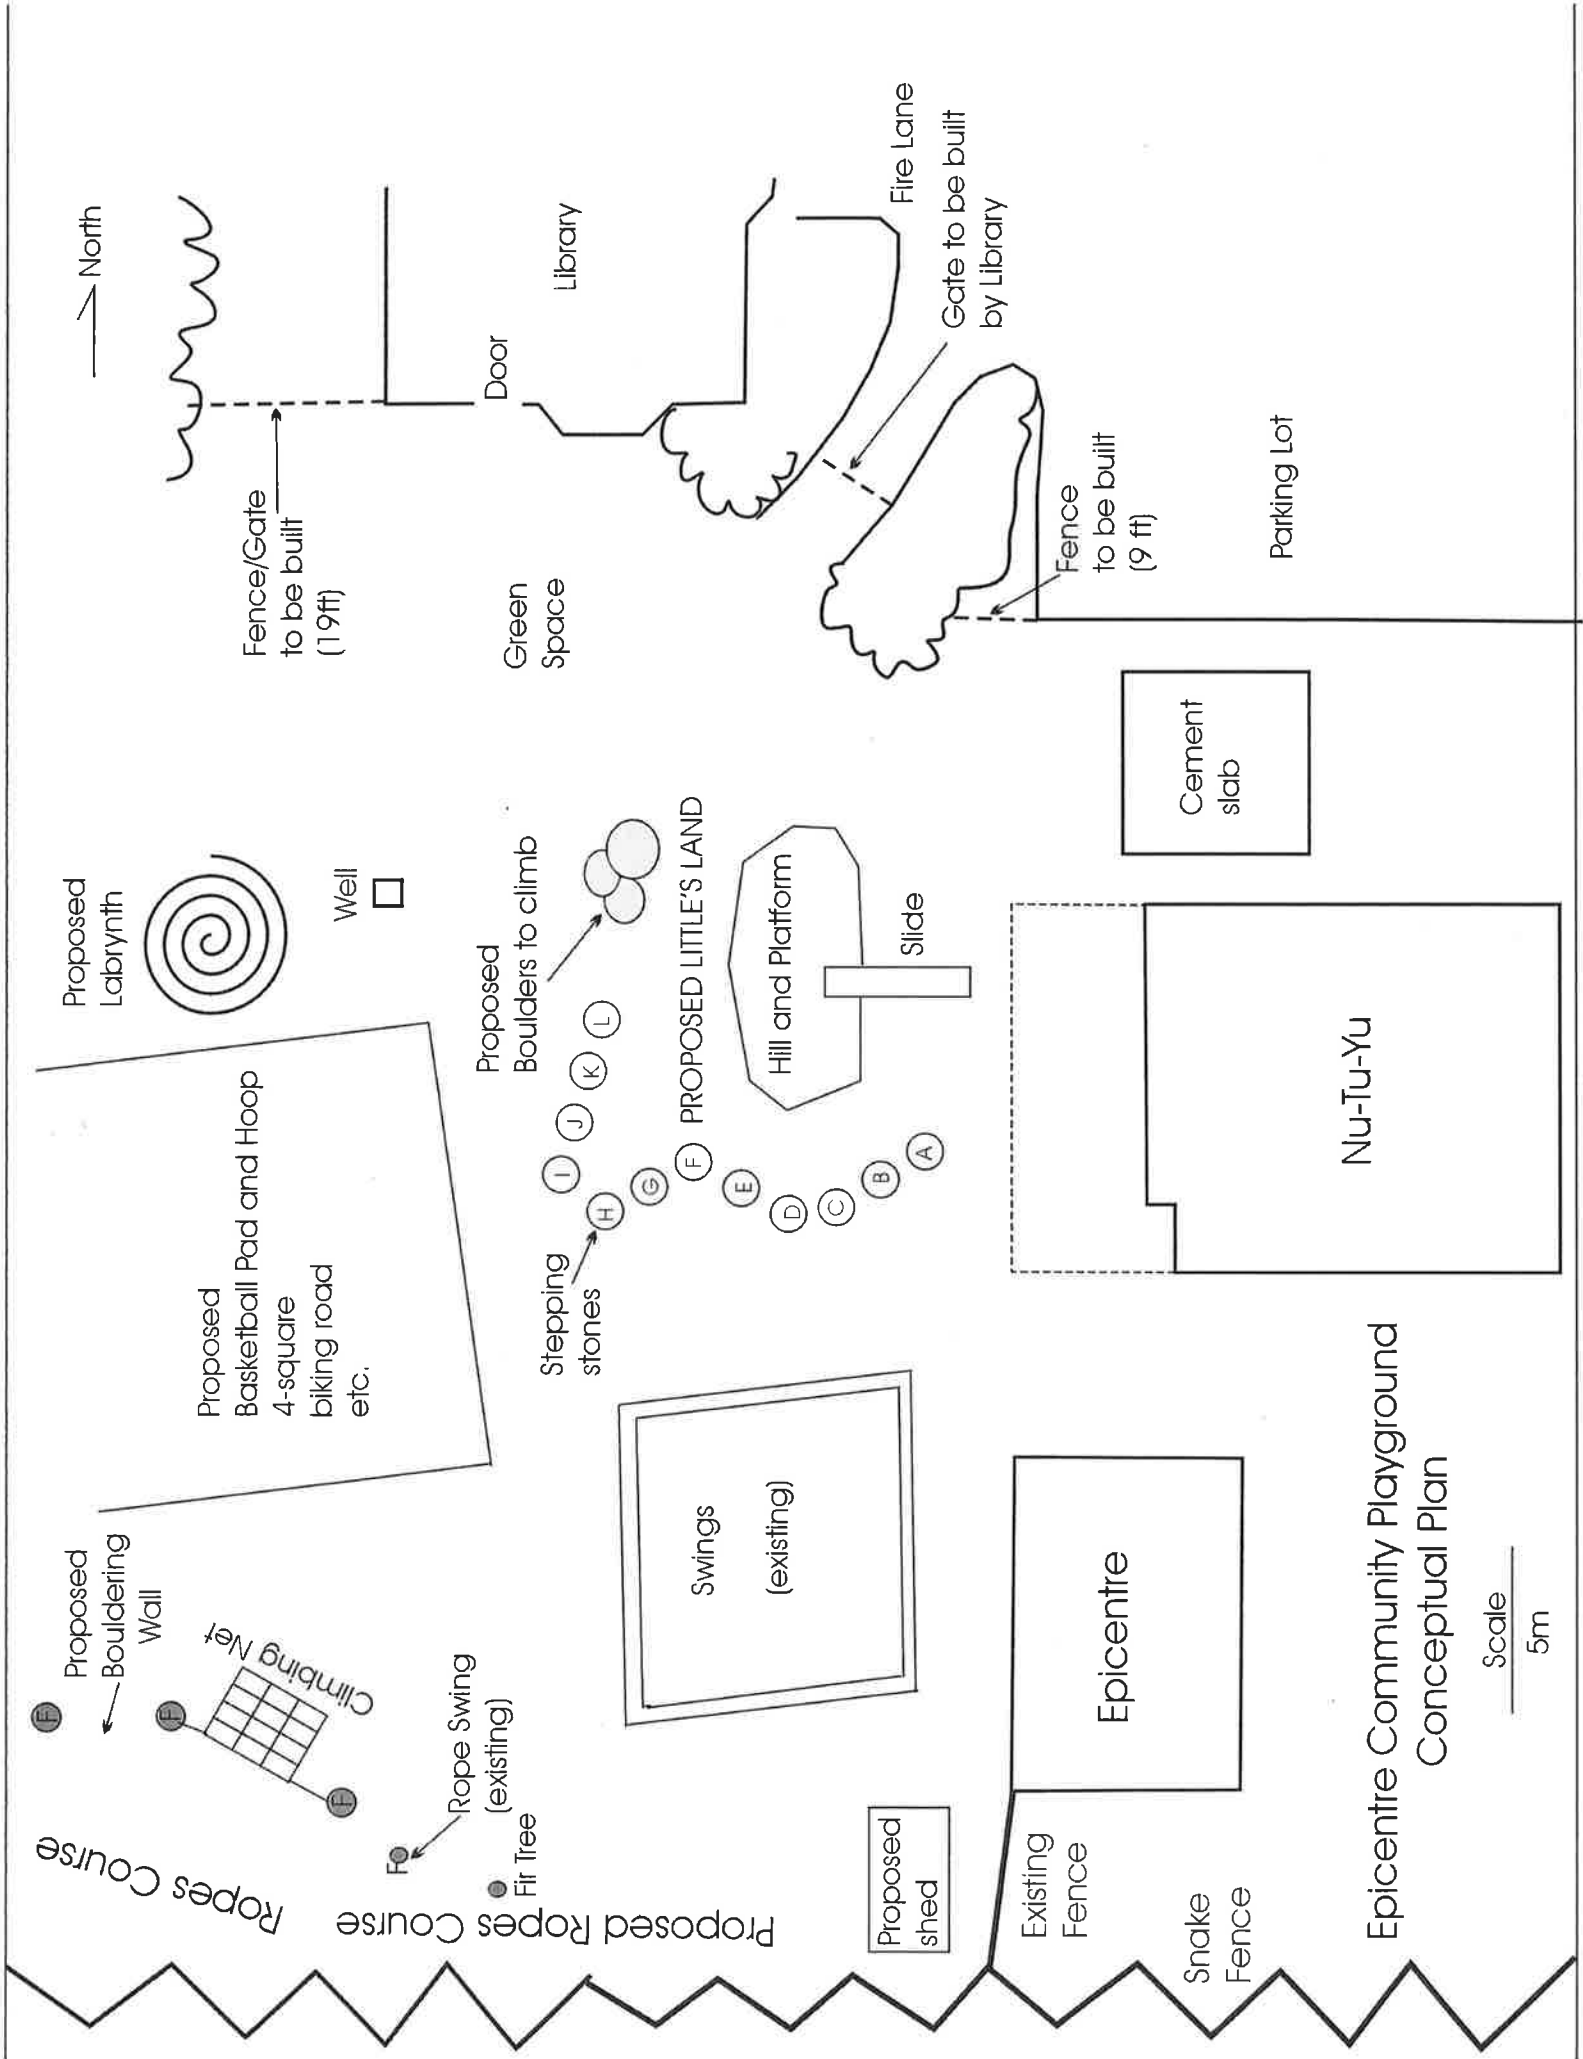 North
Fence/Gate
to be built
(19ft)
Door
Library
Fire Lane
Gate to be built
by Library
Green
Space
Fence
to be built
(9 ft)
Parking Lot
Proposed
Labrynth
Well
Proposed
Boulders to climb
PROPOSED LITTLE'S LAND
Hill and Platform
Slide
Cement
slab
Nu-Tu-Yu
Proposed
Basketball Pad and Hoop
4-square
biking road
etc.
Stepping
stones
A
B
C
D
E
F
G
H
I
J
K
L
Proposed
Bouldering
Wall
F
F
F
F
Climbing Net
Rope Swing
(existing)
Fir Tree
Ropes Course
Proposed Ropes Course
Swings
(existing)
Proposed
shed
Epicentre
Existing
Fence
Snake
Fence
Epicentre Community Playground
Conceptual Plan
Scale
5m